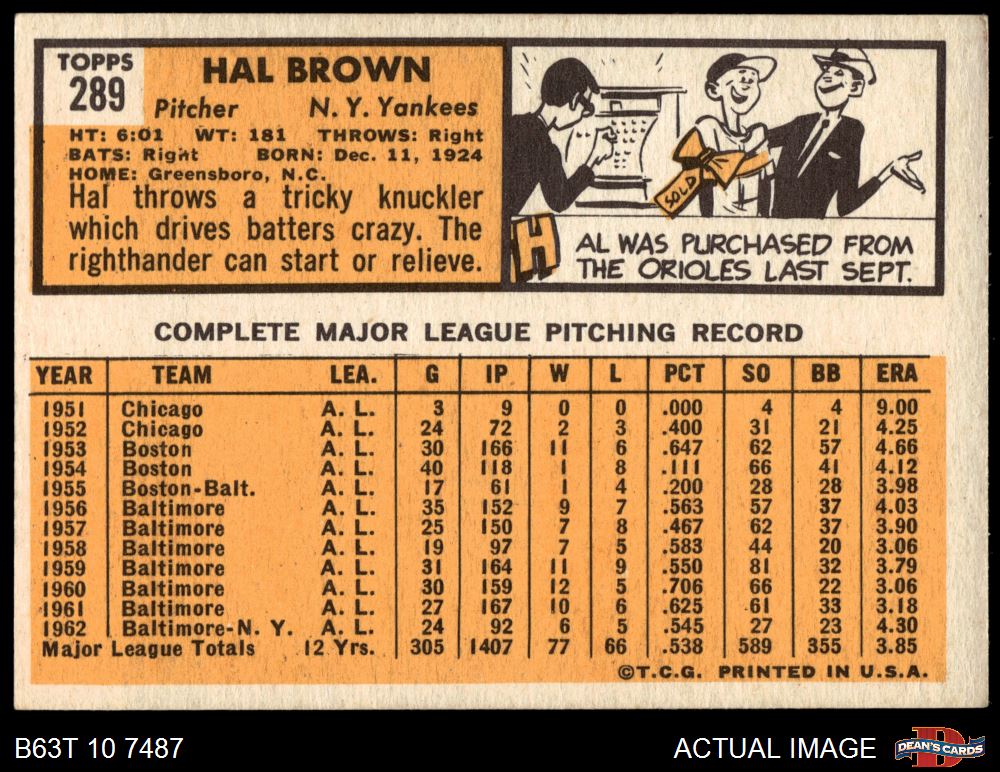 TOPPS
289
HAL BROWN
Pitcher N. Y. Yankees
HT: 6:01 WT: 181 THROWS: Right
BATS: Right BORN: Dec. 11, 1924
HOME: Greensboro, N.C.
Hal throws a tricky knuckler
which drives batters crazy. The
righthander can start or relieve.
SOLD
HAL WAS PURCHASED FROM
THE ORIOLES LAST SEPT.
COMPLETE MAJOR LEAGUE PITCHING RECORD
YEAR TEAM LEA. G IP W L PCT SO BB ERA
1951 Chicago A. L. 3 9 0 0 .000 4 4 9.00
1952 Chicago A. L. 24 72 2 3 .400 31 21 4.25
1953 Boston A. L. 30 166 11 6 .647 62 57 4.66
1954 Boston A. L. 40 118 1 8 .111 66 41 4.12
1955 Boston-Balt. A. L. 17 61 1 4 .200 28 28 3.98
1956 Baltimore A. L. 35 152 9 7 .563 57 37 4.03
1957 Baltimore A. L. 25 150 7 8 .467 62 37 3.90
1958 Baltimore A. L. 19 97 7 5 .583 44 20 3.06
1959 Baltimore A. L. 31 164 11 9 .550 81 32 3.79
1960 Baltimore A. L. 30 159 12 5 .706 66 22 3.06
1961 Baltimore A. L. 27 167 10 6 .625 61 33 3.18
1962 Baltimore-N. Y. A. L. 24 92 6 5 .545 27 23 4.30
Major League Totals 12 Yrs. 305 1407 77 66 .538 589 355 3.85
©T.C.G. PRINTED IN U.S.A.
B63T 10 7487
ACTUAL IMAGE
D
DEAN'S CARDS